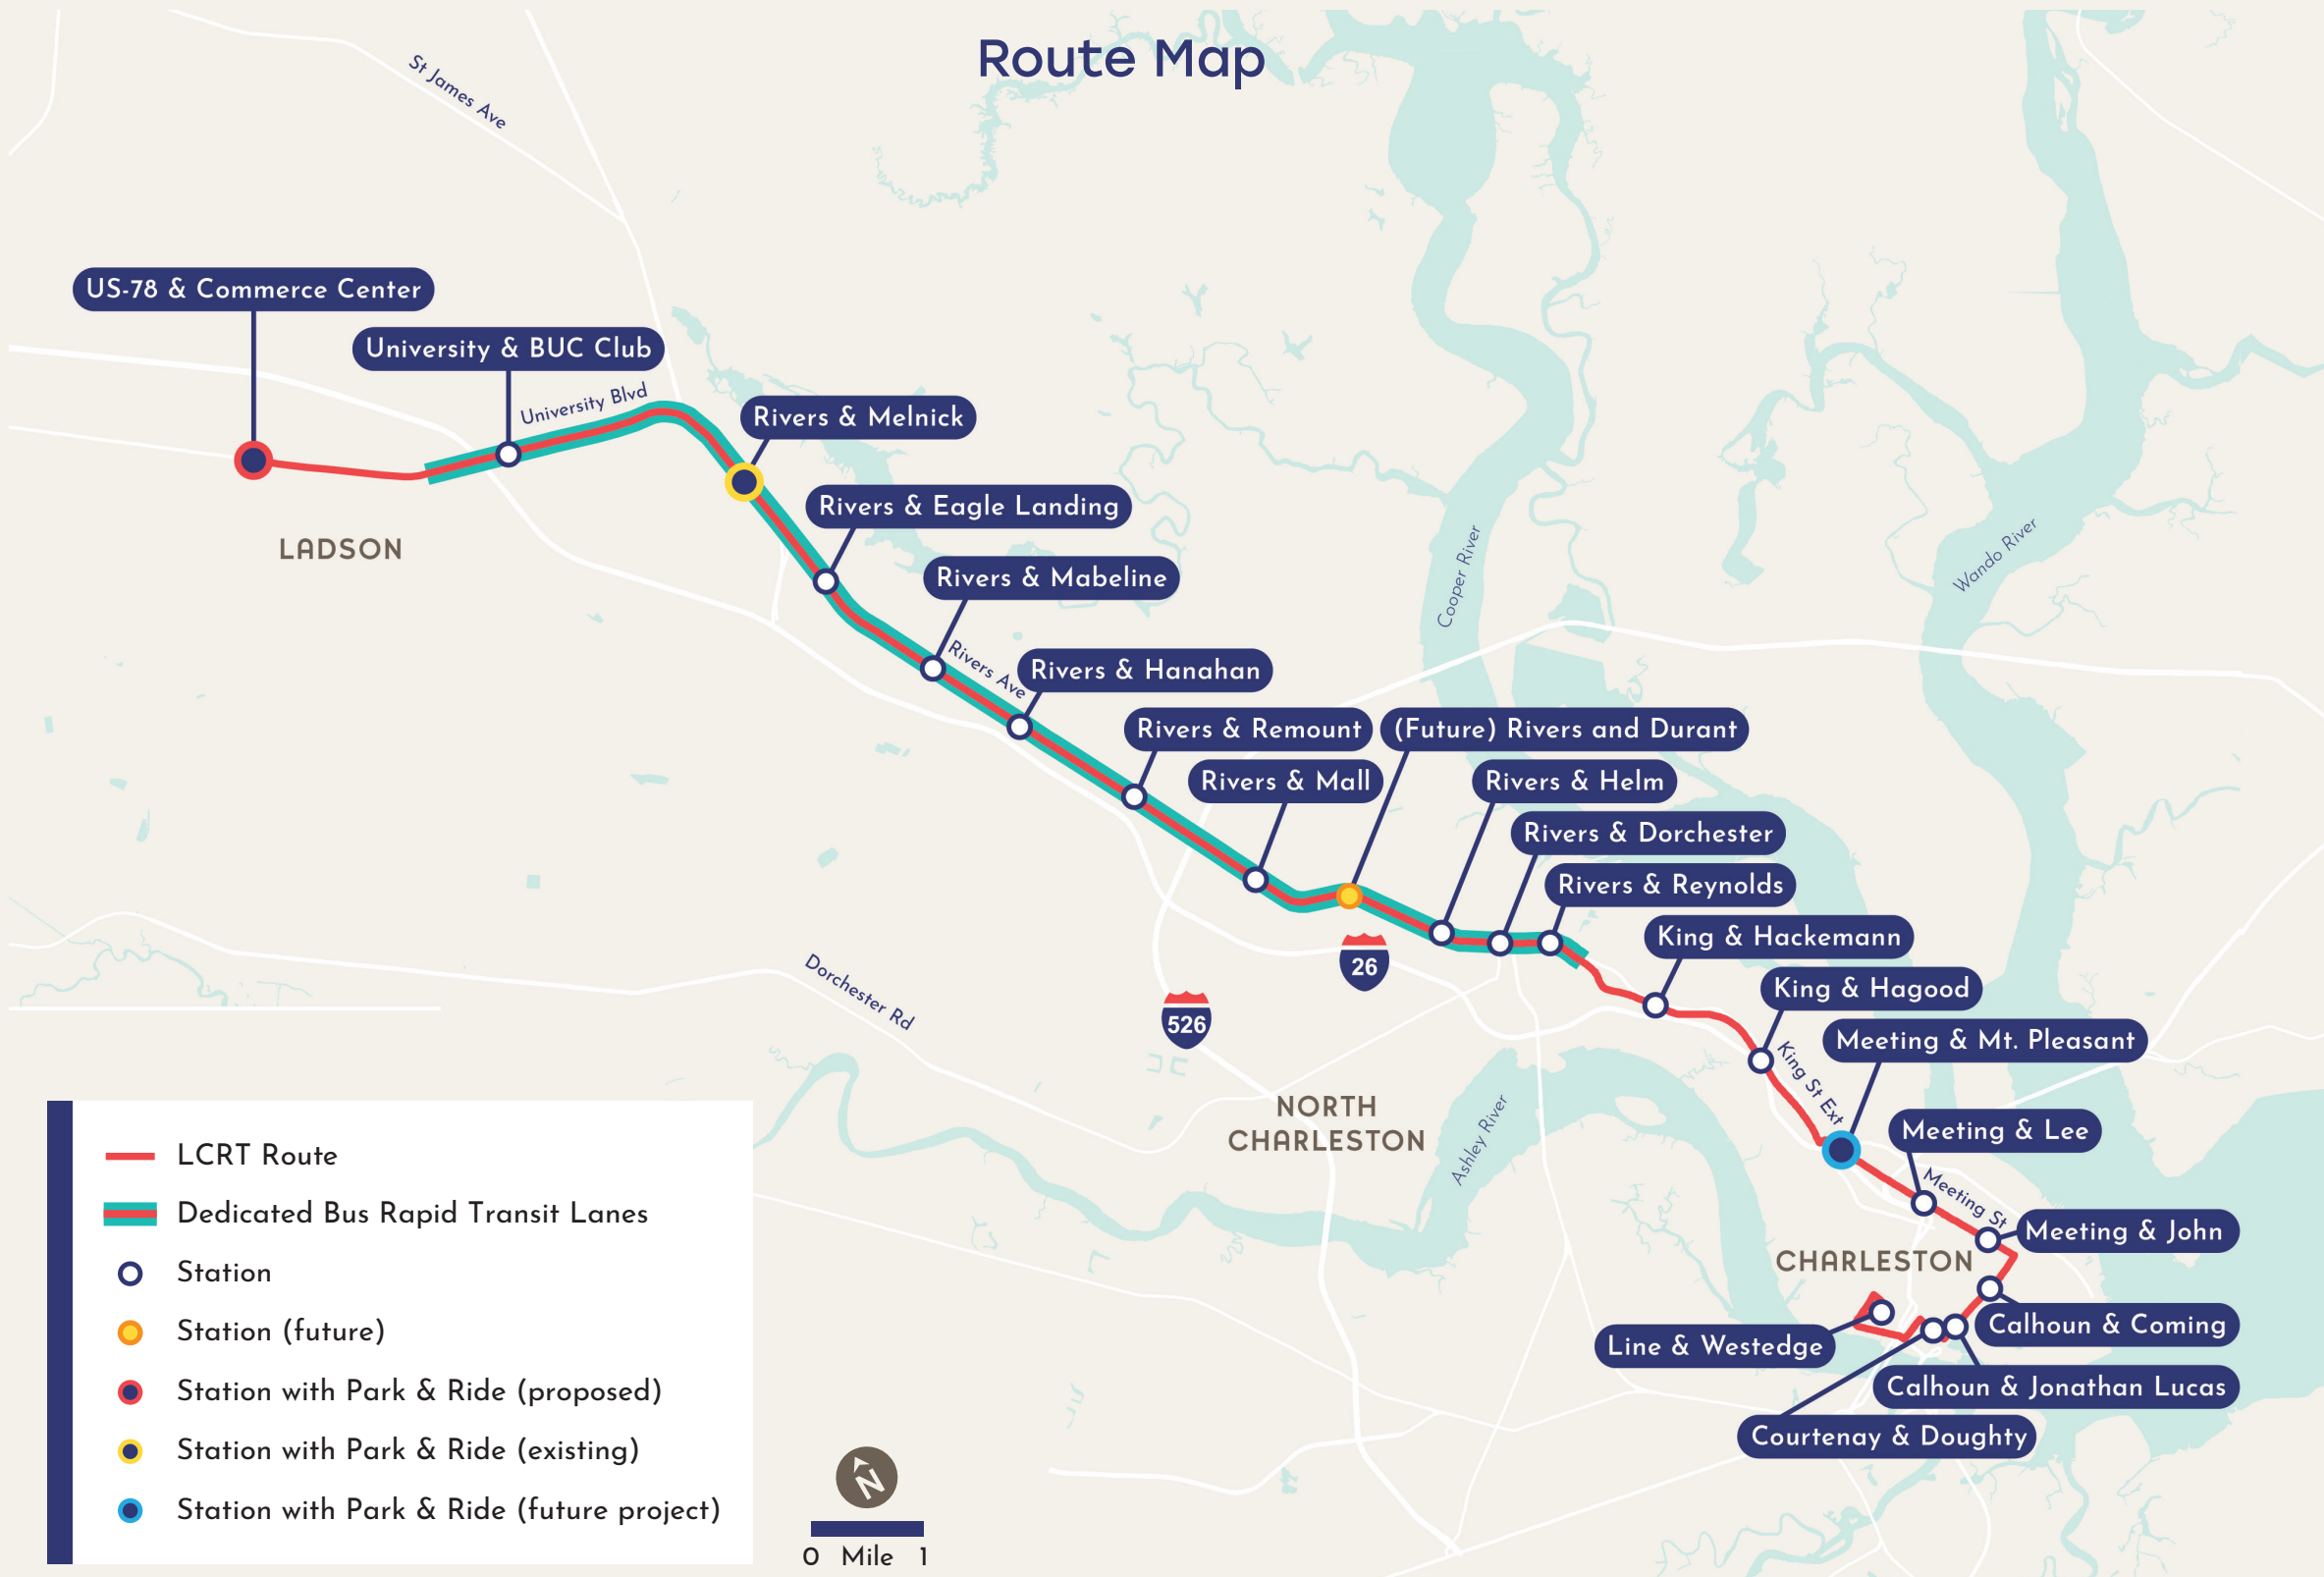 Route Map
St James Ave
US-78 & Commerce Center
University & BUC Club
University Blvd
Rivers & Melnick
Rivers & Eagle Landing
LADSON
Rivers & Mabeline
Cooper River
Wando River
Rivers Ave
Rivers & Hanahan
Rivers & Remount
(Future) Rivers and Durant
Rivers & Mall
Rivers & Helm
Rivers & Dorchester
Rivers & Reynolds
King & Hackemann
26
Dorchester Rd
King & Hagood
526
Meeting & Mt. Pleasant
King St Ext
NORTH
CHARLESTON
Ashley River
Meeting & Lee
Meeting St
Meeting & John
CHARLESTON
Calhoun & Coming
Line & Westedge
Calhoun & Jonathan Lucas
Courtenay & Doughty
LCRT Route
Dedicated Bus Rapid Transit Lanes
Station
Station (future)
Station with Park & Ride (proposed)
Station with Park & Ride (existing)
Station with Park & Ride (future project)
N
0 Mile 1